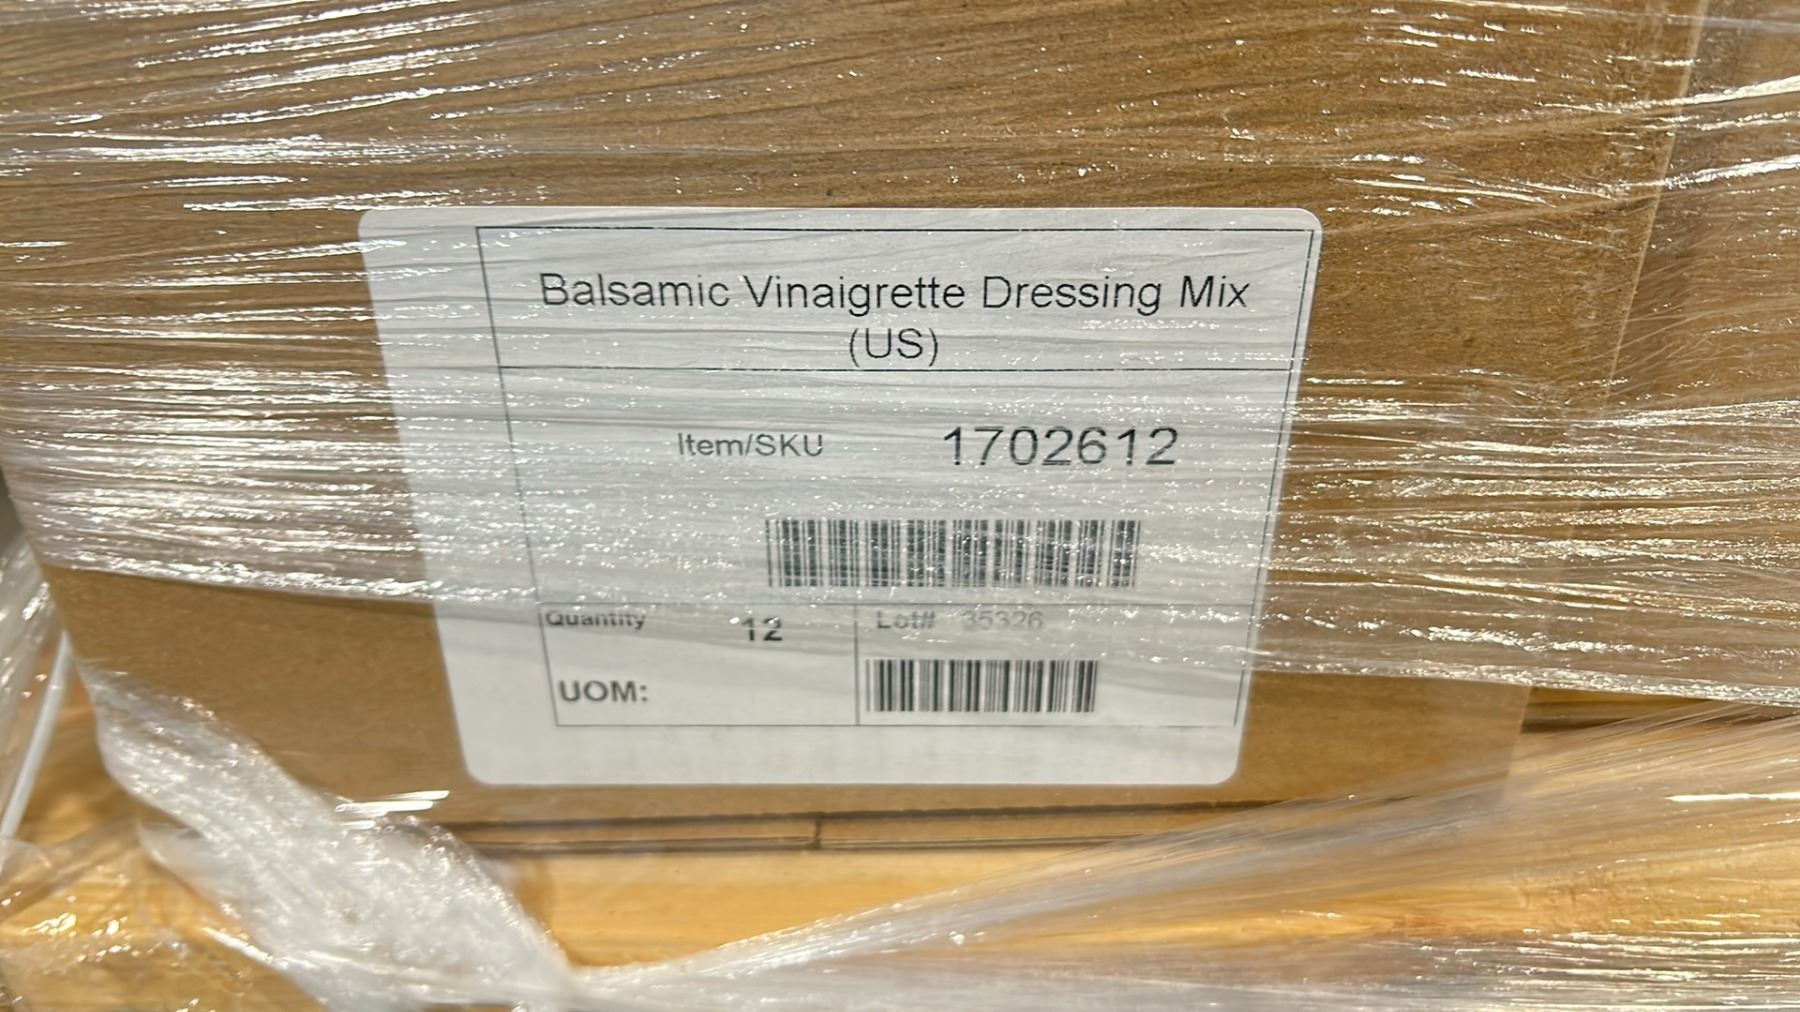 Balsamic Vinaigrette Dressing Mix
(US)
Item/SKU 1702612
Quantity 12
Lot# 35326
UOM: